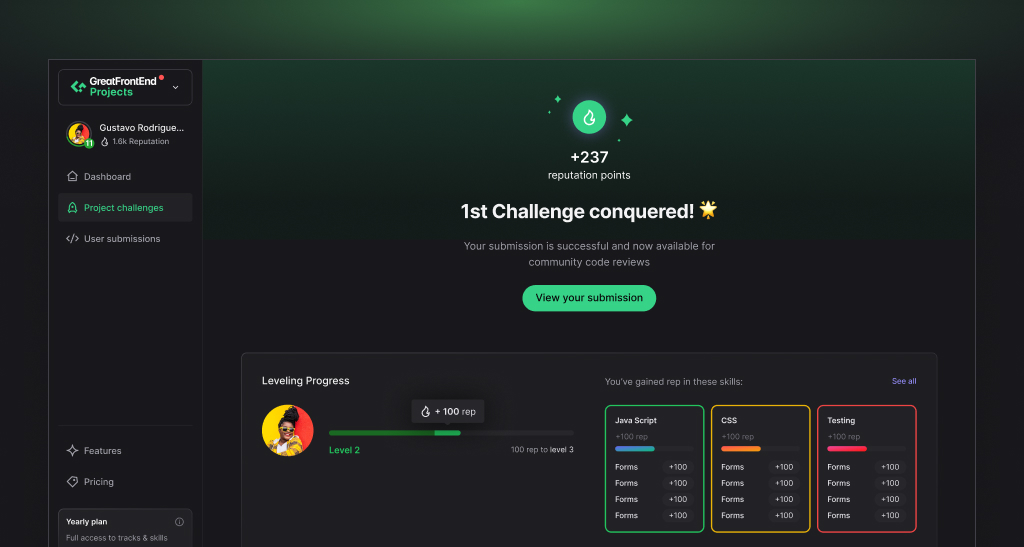 GreatFrontEnd
Projects
Gustavo Rodrigue...
11
1.6k Reputation
Dashboard
Project challenges
User submissions
Features
Pricing
Yearly plan
Full access to tracks & skills
+237
reputation points
1st Challenge conquered! 🌟
Your submission is successful and now available for
community code reviews
View your submission
Leveling Progress
+ 100 rep
Level 2
100 rep to level 3
You've gained rep in these skills:
See all
Java Script
+100 rep
Forms +100
Forms +100
Forms +100
Forms +100
CSS
+100 rep
Forms +100
Forms +100
Forms +100
Forms +100
Testing
+100 rep
Forms +100
Forms +100
Forms +100
Forms +100